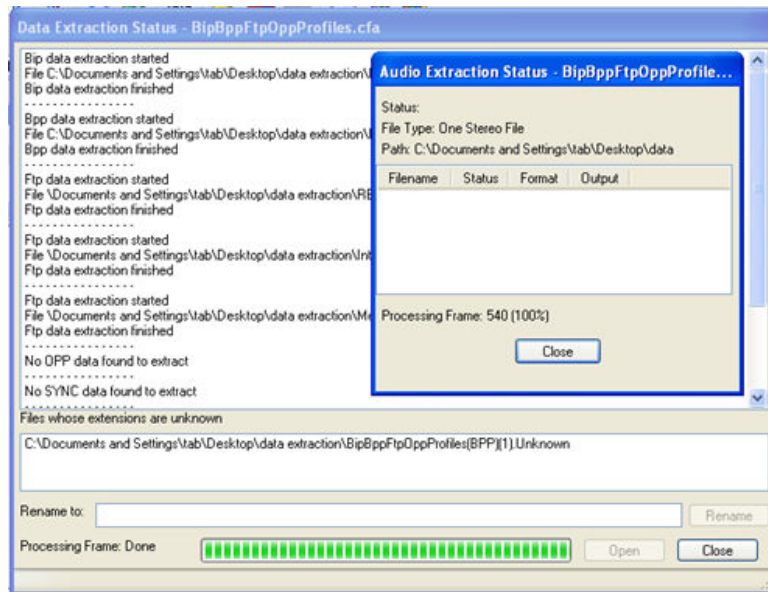 Data Extraction Status - BipBppFtpOppProfiles.cfa
Bip data extraction started
File C:\Documents and Settings\tab\Desktop\data extraction\
Bip data extraction finished
- - - - - - - - - - - - - - -
Bpp data extraction started
File C:\Documents and Settings\tab\Desktop\data extraction\
Bpp data extraction finished
- - - - - - - - - - - - - - -
Ftp data extraction started
File \Documents and Settings\tab\Desktop\data extraction\RE
Ftp data extraction finished
- - - - - - - - - - - - - - -
Ftp data extraction started
File \Documents and Settings\tab\Desktop\data extraction\Int
Ftp data extraction finished
- - - - - - - - - - - - - - -
Ftp data extraction started
File \Documents and Settings\tab\Desktop\data extraction\Me
Ftp data extraction finished
- - - - - - - - - - - - - - -
No OPP data found to extract
- - - - - - - - - - - - - - -
No SYNC data found to extract
- - - - - - - - - - - - - - -
Audio Extraction Status - BipBppFtpOppProfile...
Status:
File Type: One Stereo File
Path: C:\Documents and Settings\tab\Desktop\data
Filename Status Format Output
Processing Frame: 540 (100%)
Close
Files whose extensions are unknown
C:\Documents and Settings\tab\Desktop\data extraction\BipBppFtpOppProfiles(BPP)(1).Unknown
Rename to: Rename
Processing Frame: Done Open Close